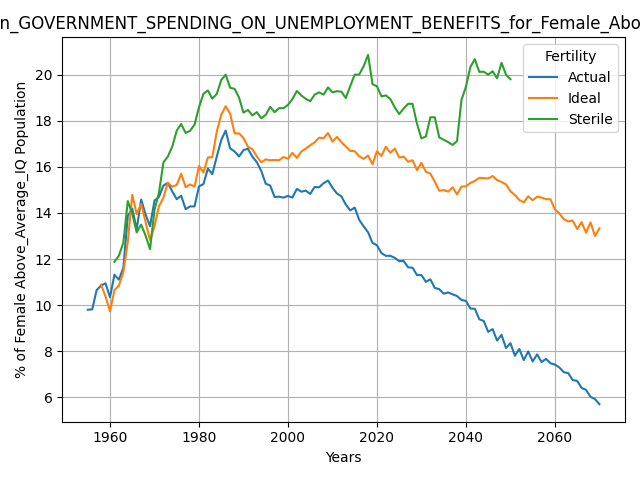 n_GOVERNMENT_SPENDING_ON_UNEMPLOYMENT_BENEFITS_for_Female_Abo
Fertility
Actual
Ideal
Sterile
% of Female Above_Average_IQ Population
20
18
16
14
12
10
8
6
1960 1980 2000 2020 2040 2060
Years